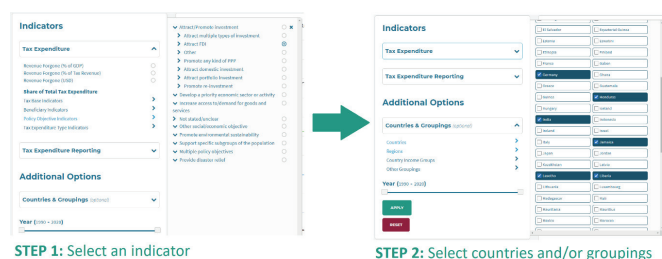 Indicators
Tax Expenditure
Revenue Forgone (% of GDP)
Revenue Forgone (% of Tax Revenue)
Revenue Forgone (USD)
Share of Total Tax Expenditure
Tax Base Indicators
Beneficiary Indicators
Policy Objective Indicators
Tax Expenditure Type Indicators
Tax Expenditure Reporting
Additional Options
Countries & Groupings (optional)
Year (1990 - 2020)
Attract/Promote Investment
Attract multiple types of investment
Attract FDI
Other
Promote any kind of PPP
Attract domestic investment
Attract portfolio investment
Promote re-investment
Develop a priority economic sector or activity
Increase access to/demand for goods and
services
Not stated/unclear
Other social/economic objective
Promote environmental sustainability
Support specific subgroups of the population
Multiple policy objectives
Provide disaster relief
STEP 1: Select an indicator
Indicators
Tax Expenditure
Tax Expenditure Reporting
Additional Options
Countries & Groupings (optional)
Countries
Regions
Country Income Groups
Other Groupings
Year (1990 - 2020)
APPLY
RESET
El Salvador
Equatorial Guinea
Estonia
Eswatini
Ethiopia
Finland
France
Gabon
Germany
Ghana
Greece
Guatemala
Guinea
Honduras
Hungary
Iceland
India
Indonesia
Ireland
Israel
Italy
Jamaica
Japan
Jordan
Kazakhstan
Latvia
Lesotho
Liberia
Lithuania
Luxembourg
Madagascar
Mali
Mauritania
Mauritius
Mexico
Morocco
STEP 2: Select countries and/or groupings